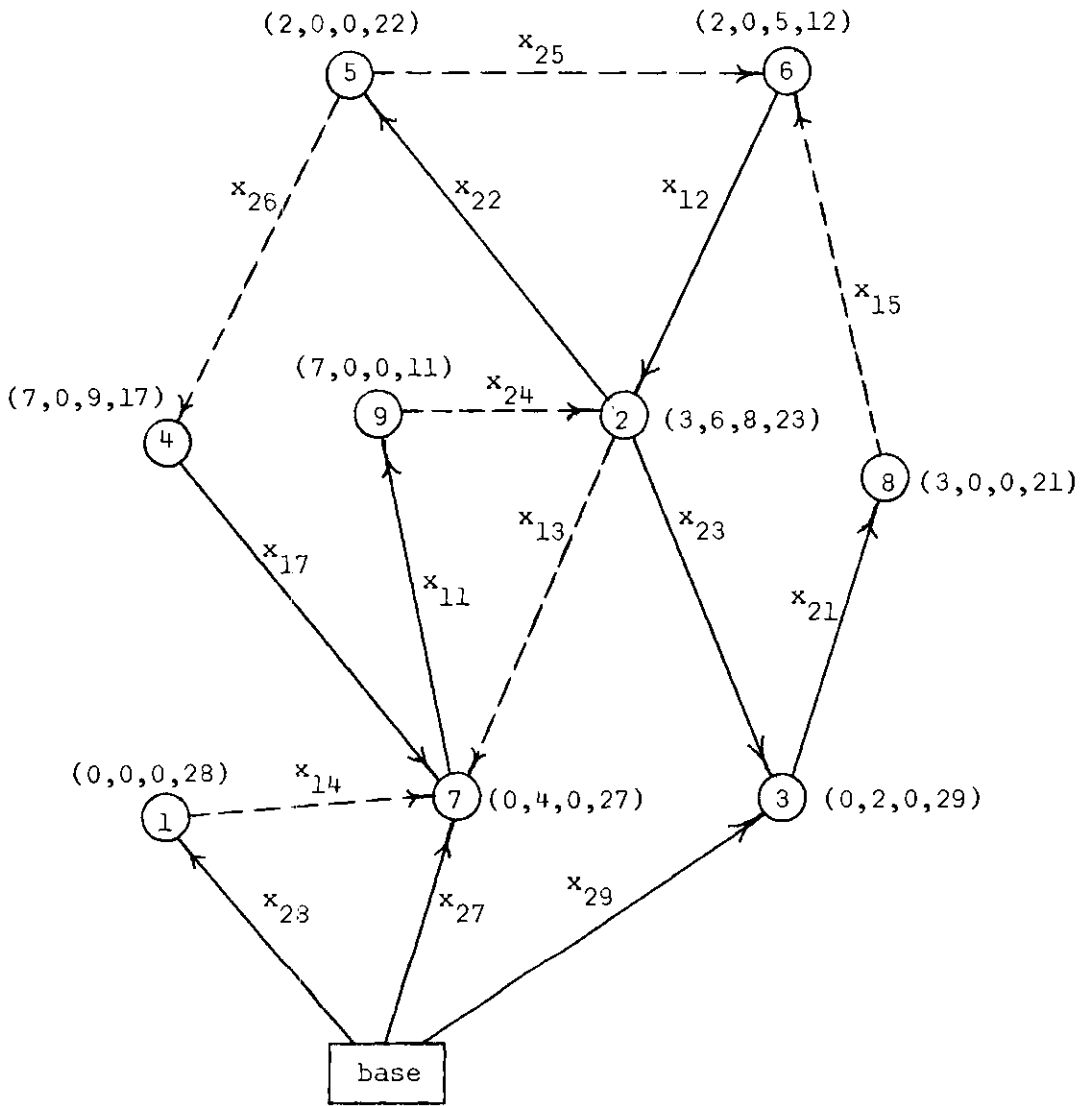 (2,0,0,22)
(2,0,5,12)
x25
5
6
x26
x22
x12
x15
(7,0,9,17)
(7,0,0,11)
x24
4
9
2
(3,6,8,23)
8
(3,0,0,21)
x17
x13
x23
x11
x21
(0,0,0,28)
x14
1
7
(0,4,0,27)
3
(0,2,0,29)
x28
x27
x29
base